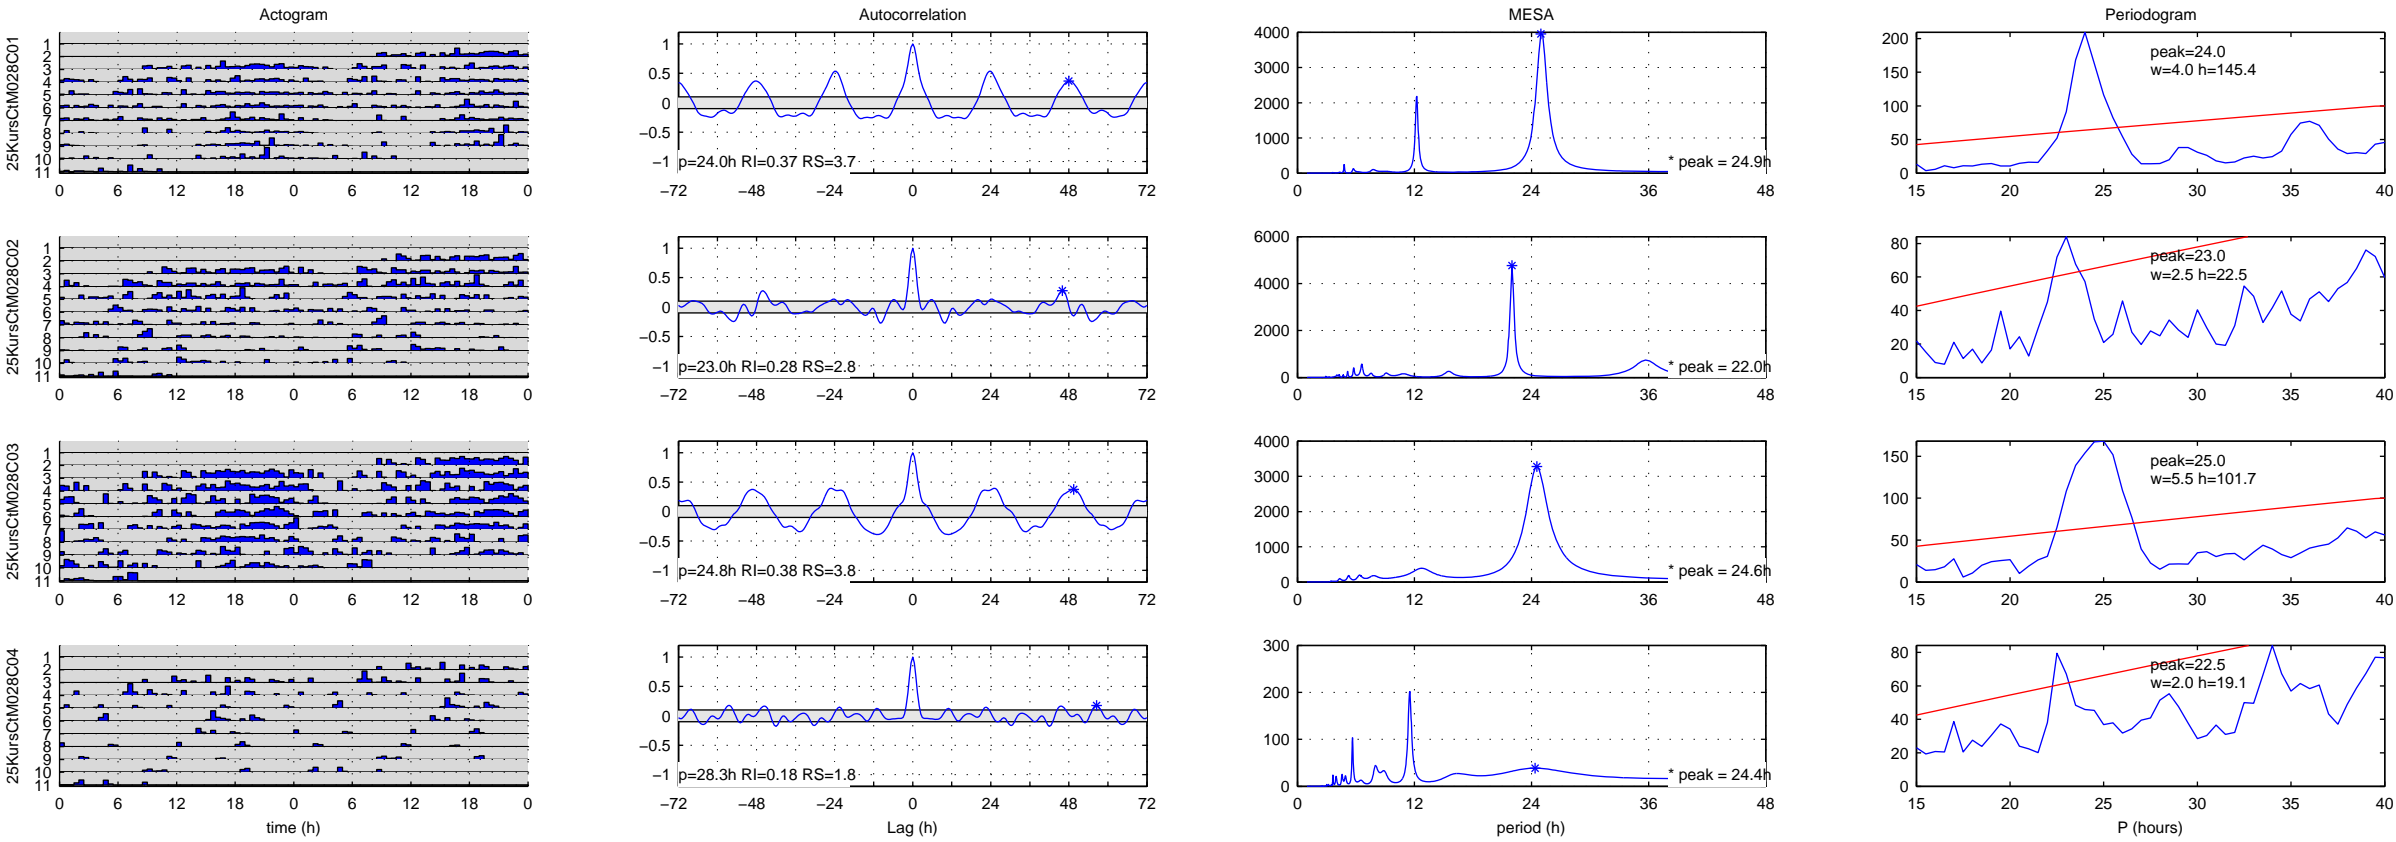 Actogram
Autocorrelation
MESA
Periodogram
25KursCtM028C01
1
2
3
4
5
6
7
8
9
10
11
0 6 12 18 0 6 12 18 0
1
0.5
0
−0.5
−1
p=24.0h RI=0.37 RS=3.7
−72 −48 −24 0 24 48 72
4000
3000
2000
1000
0
* peak = 24.9h
0 12 24 36 48
200
150
100
50
0
peak=24.0
w=4.0 h=145.4
15 20 25 30 35 40
25KursCtM028C02
1
2
3
4
5
6
7
8
9
10
11
0 6 12 18 0 6 12 18 0
1
0.5
0
−0.5
−1
p=23.0h RI=0.28 RS=2.8
−72 −48 −24 0 24 48 72
6000
4000
2000
0
* peak = 22.0h
0 12 24 36 48
80
60
40
20
0
peak=23.0
w=2.5 h=22.5
15 20 25 30 35 40
25KursCtM028C03
1
2
3
4
5
6
7
8
9
10
11
0 6 12 18 0 6 12 18 0
1
0.5
0
−0.5
−1
p=24.8h RI=0.38 RS=3.8
−72 −48 −24 0 24 48 72
4000
3000
2000
1000
0
* peak = 24.6h
0 12 24 36 48
150
100
50
0
peak=25.0
w=5.5 h=101.7
15 20 25 30 35 40
25KursCtM028C04
1
2
3
4
5
6
7
8
9
10
11
0 6 12 18 0 6 12 18 0
time (h)
1
0.5
0
−0.5
−1
p=28.3h RI=0.18 RS=1.8
−72 −48 −24 0 24 48 72
Lag (h)
300
200
100
0
* peak = 24.4h
0 12 24 36 48
period (h)
80
60
40
20
0
peak=22.5
w=2.0 h=19.1
15 20 25 30 35 40
P (hours)